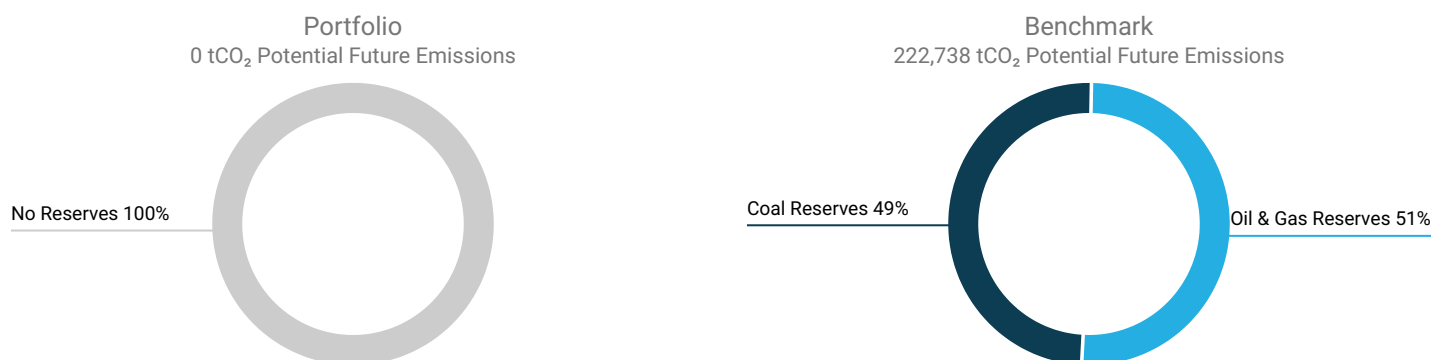 Portfolio
0 tCO₂ Potential Future Emissions
No Reserves 100%
Benchmark
222,738 tCO₂ Potential Future Emissions
Coal Reserves 49%
Oil & Gas Reserves 51%